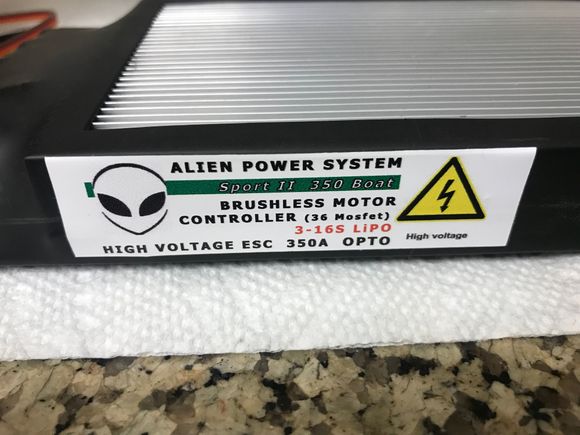 ALIEN POWER SYSTEM
Sport II 350 Boat
BRUSHLESS MOTOR
CONTROLLER (36 Mosfet)
3-16S LiPO
HIGH VOLTAGE ESC 350A OPTO
High voltage